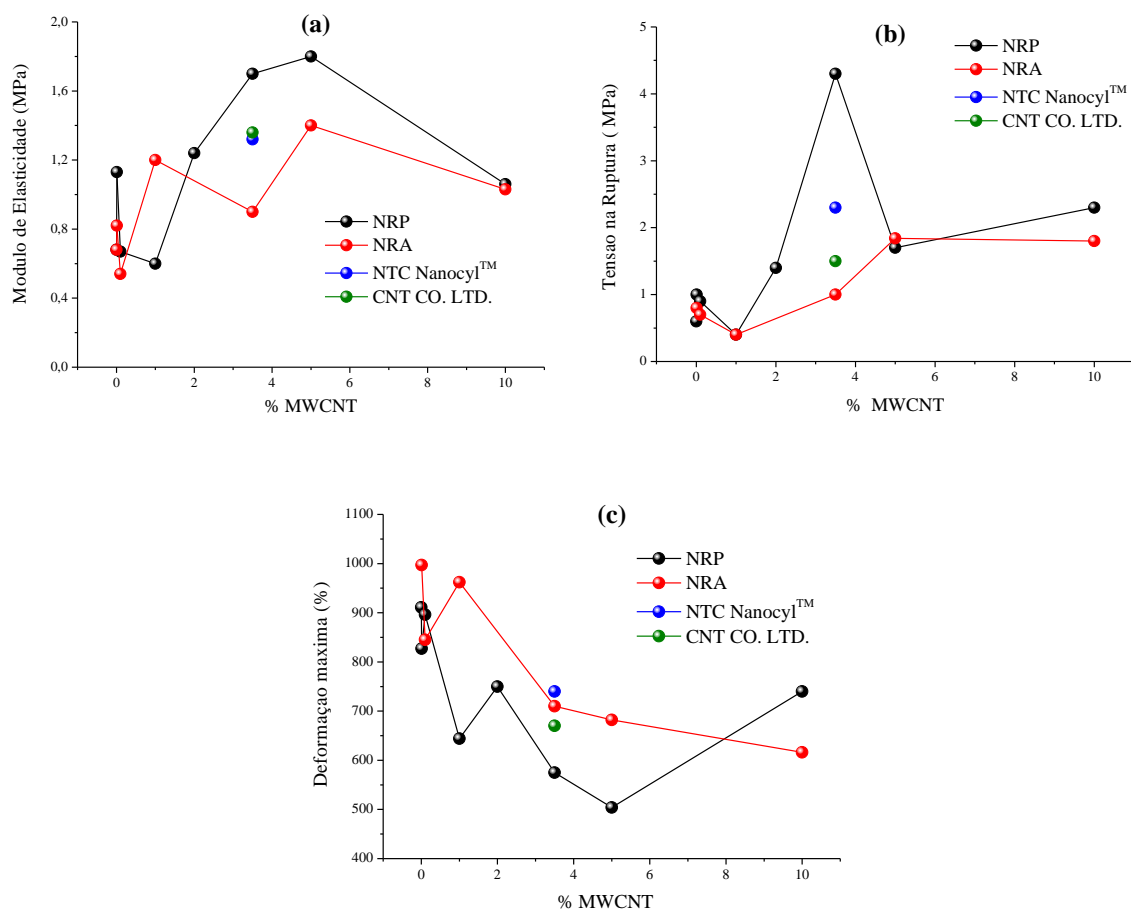 (a)
2,0
1,6
1,2
0,8
0,4
0,0
Modulo de Elasticidade (MPa)
NRP
NRA
NTC Nanocyl™
CNT CO. LTD.
0 2 4 6 8 10
% MWCNT
(b)
5
4
3
2
1
0
Tensao na Ruptura ( MPa)
NRP
NRA
NTC Nanocyl™
CNT CO. LTD.
0 2 4 6 8 10
% MWCNT
(c)
1100
1000
900
800
700
600
500
400
Deformaçao maxima (%)
NRP
NRA
NTC Nanocyl™
CNT CO. LTD.
0 2 4 6 8 10
% MWCNT